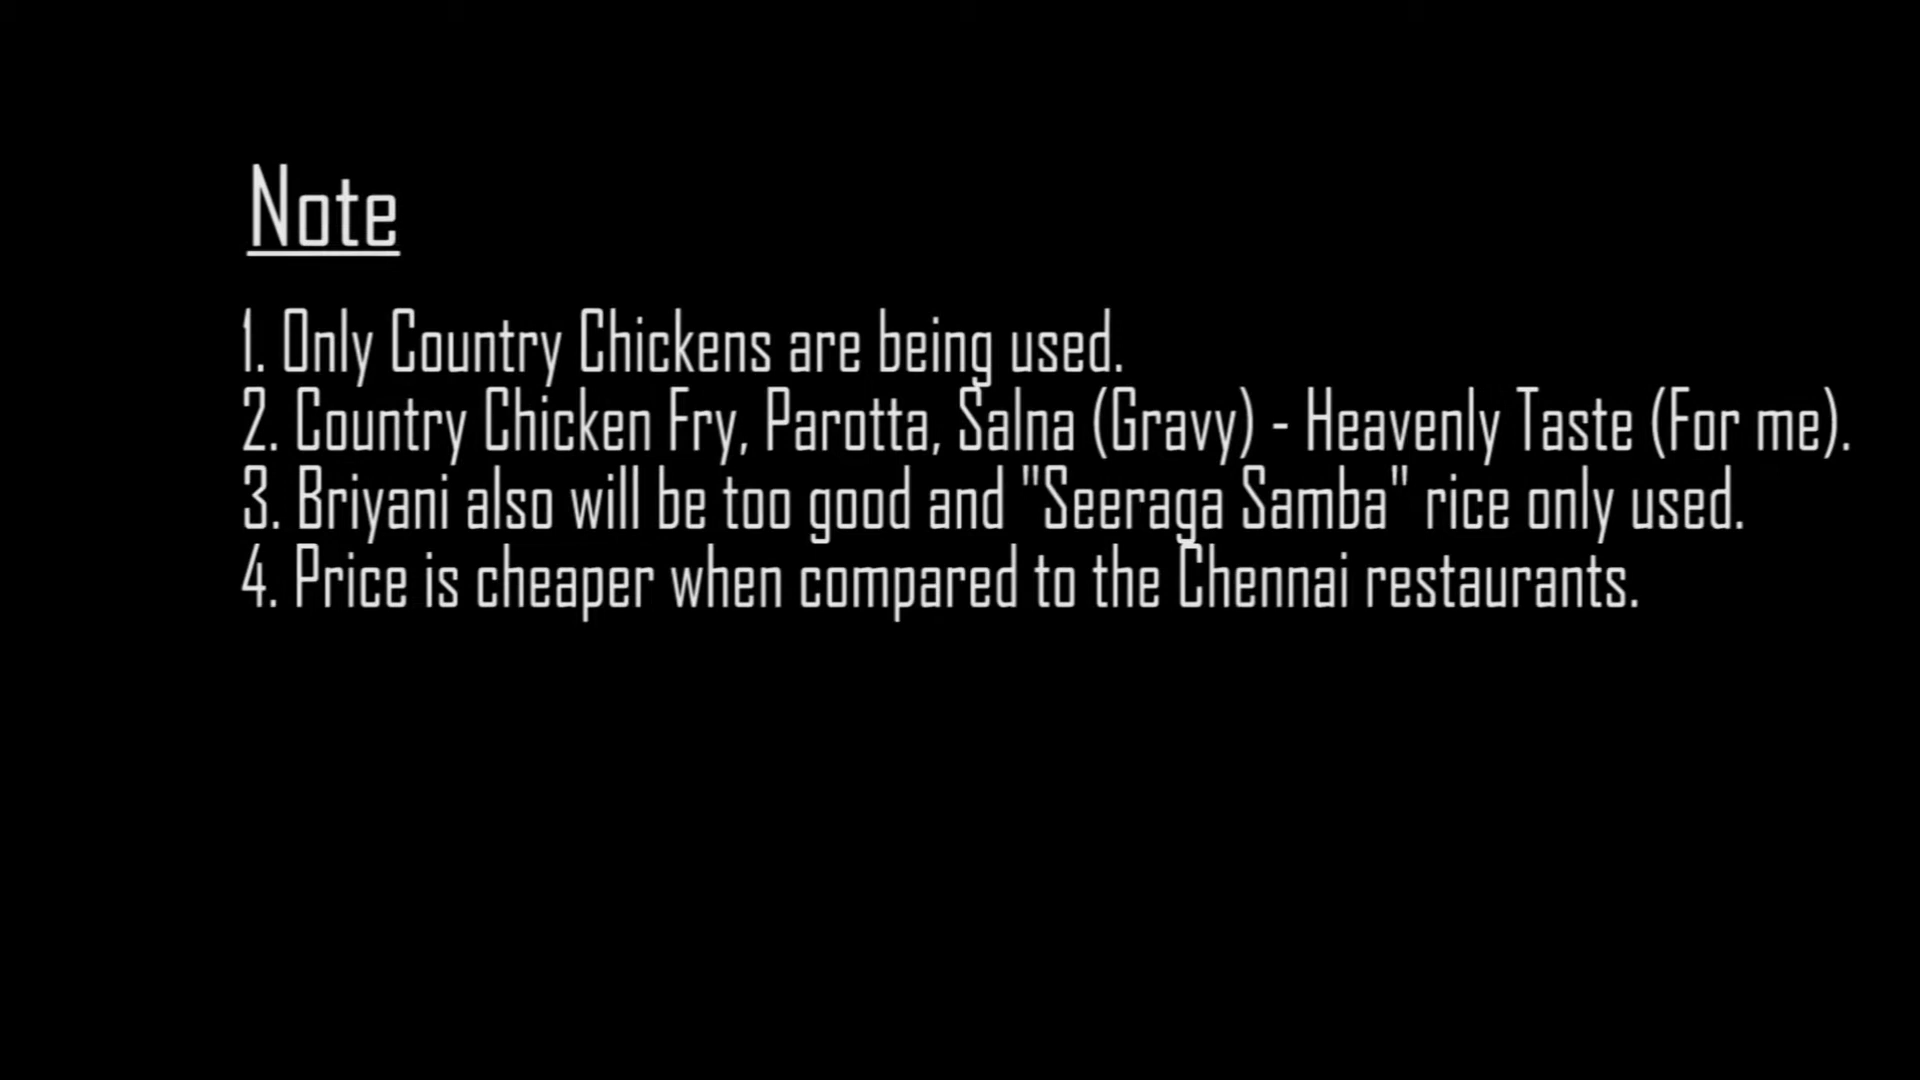 Note
1. Only Country Chickens are being used.
2. Country Chicken Fry, Parotta, Salna (Gravy) - Heavenly Taste (For me).
3. Briyani also will be too good and "Seeraga Samba" rice only used.
4. Price is cheaper when compared to the Chennai restaurants.